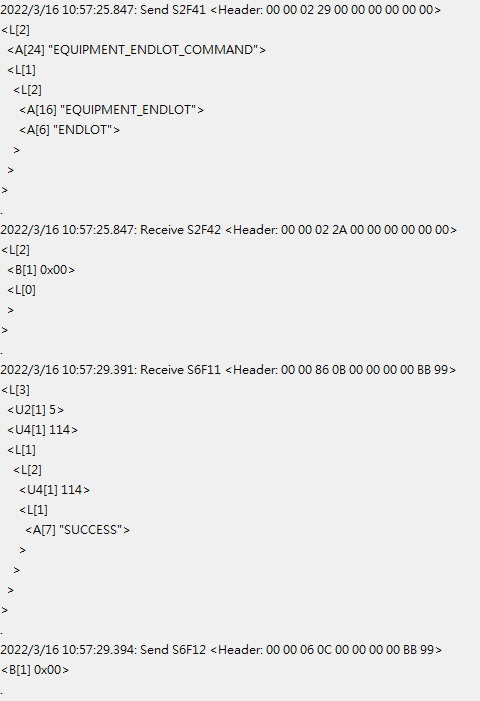 2022/3/16 10:57:25.847: Send S2F41 <Header: 00 00 02 29 00 00 00 00 00 00>
<L[2]
<A[24] "EQUIPMENT_ENDLOT_COMMAND">
<L[1]
<L[2]
<A[16] "EQUIPMENT_ENDLOT">
<A[6] "ENDLOT">
>
>
>
.
2022/3/16 10:57:25.847: Receive S2F42 <Header: 00 00 02 2A 00 00 00 00 00 00>
<L[2]
<B[1] 0x00>
<L[0]
>
>
.
2022/3/16 10:57:29.391: Receive S6F11 <Header: 00 00 86 0B 00 00 00 00 BB 99>
<L[3]
<U2[1] 5>
<U4[1] 114>
<L[1]
<L[2]
<U4[1] 114>
<L[1]
<A[7] "SUCCESS">
>
>
>
>
.
2022/3/16 10:57:29.394: Send S6F12 <Header: 00 00 06 0C 00 00 00 00 BB 99>
<B[1] 0x00>
.